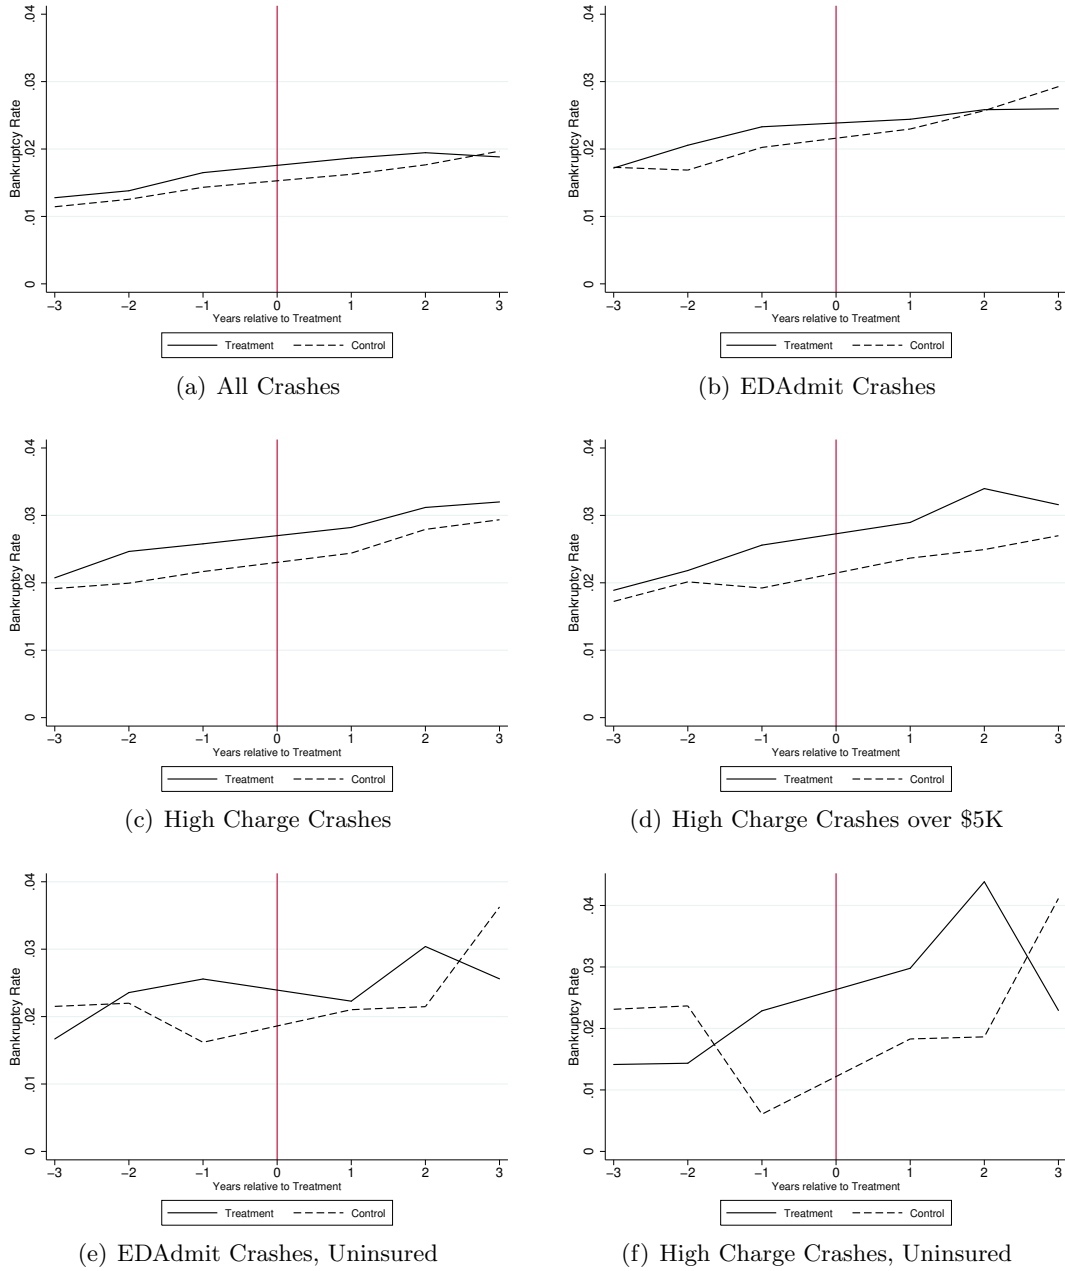 .04
.03
.02
.01
0
Bankruptcy Rate
−3 −2 −1 0 1 2 3
Years relative to Treatment
Treatment Control
(a) All Crashes
.04
.03
.02
.01
0
Bankruptcy Rate
−3 −2 −1 0 1 2 3
Years relative to Treatment
Treatment Control
(b) EDAdmit Crashes
.04
.03
.02
.01
0
Bankruptcy Rate
−3 −2 −1 0 1 2 3
Years relative to Treatment
Treatment Control
(c) High Charge Crashes
.04
.03
.02
.01
0
Bankruptcy Rate
−3 −2 −1 0 1 2 3
Years relative to Treatment
Treatment Control
(d) High Charge Crashes over $5K
.04
.03
.02
.01
0
Bankruptcy Rate
−3 −2 −1 0 1 2 3
Years relative to Treatment
Treatment Control
(e) EDAdmit Crashes, Uninsured
.04
.03
.02
.01
0
Bankruptcy Rate
−3 −2 −1 0 1 2 3
Years relative to Treatment
Treatment Control
(f) High Charge Crashes, Uninsured